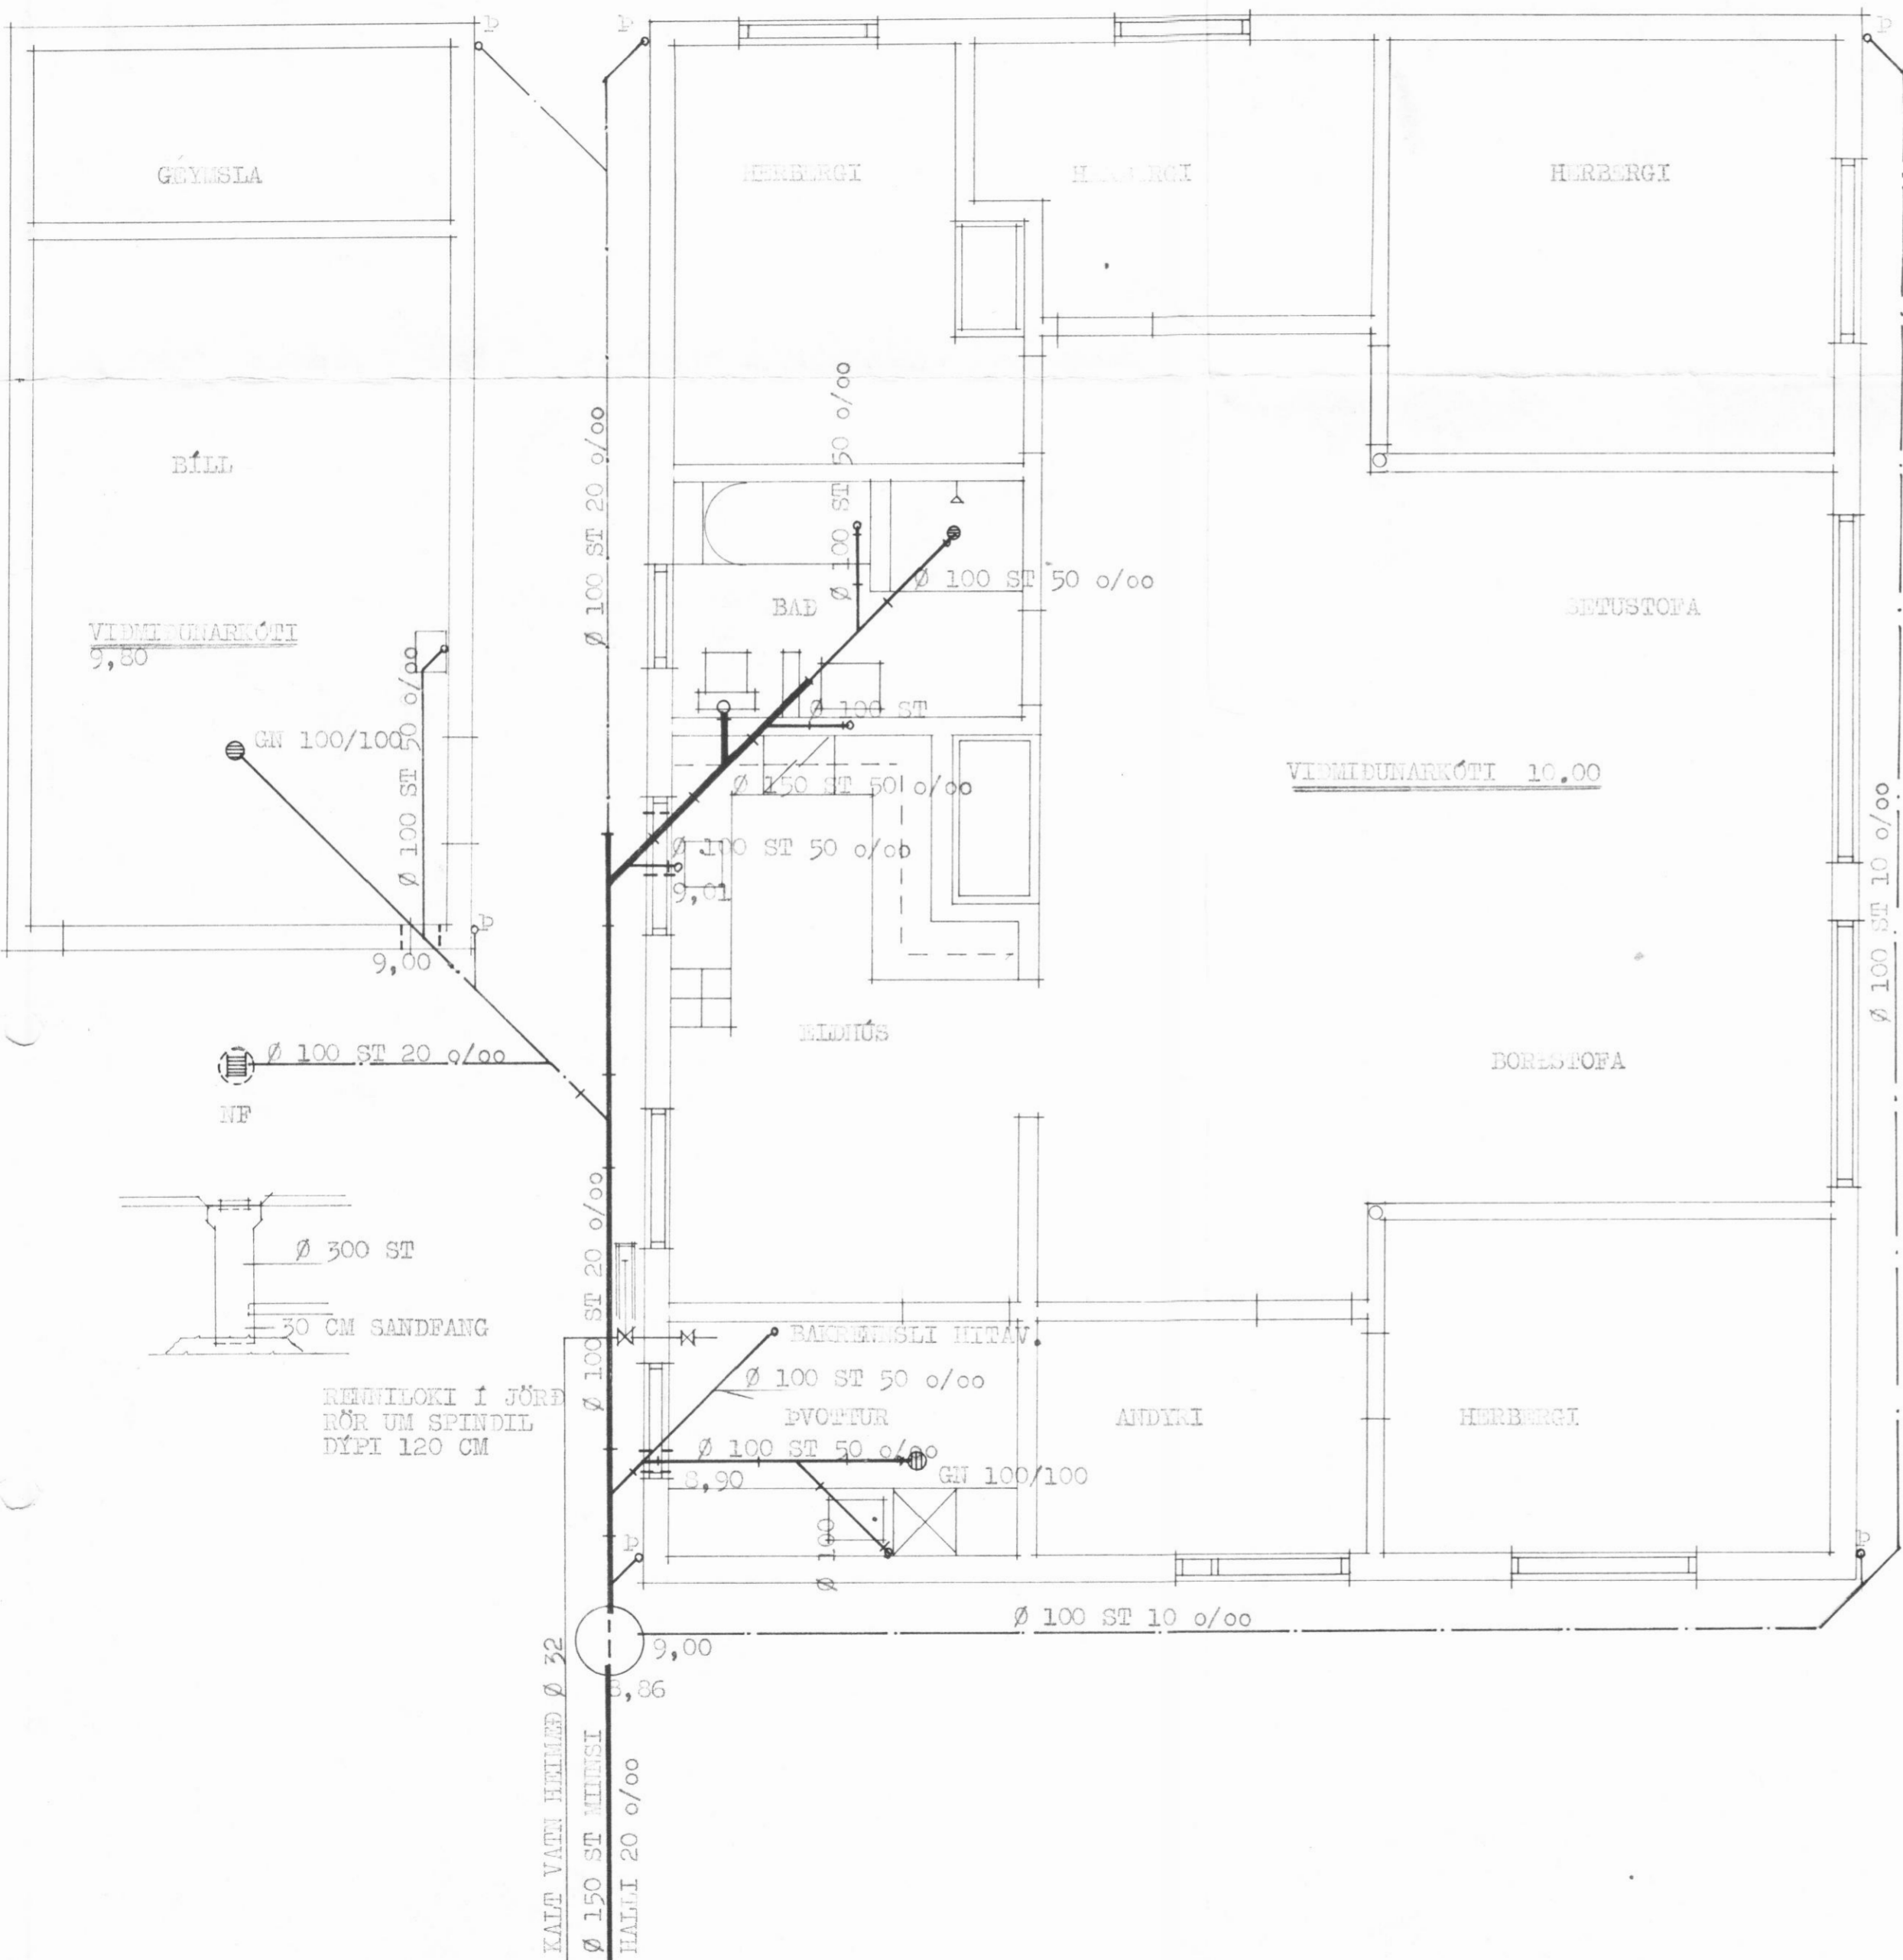 Þ
Þ
Þ
GEYMSLA
HERBERGI
HERBERGI
HERBERGI
BÍLL
Ø 100 ST 20 o/oo
Ø 100 ST 50 o/oo
Ø 100 ST 50 o/oo
BAÐ
SETUSTOFA
VIÐMIÐUNARKÓTI
9,80
Ø 100 ST 50 o/oo
GN 100/100
Ø 100 ST
Ø 150 ST 50 o/oo
VIÐMIÐUNARKÓTI 10.00
Ø 100 ST 10 o/oo
Ø 100 ST 50 o/oo
9,01
Þ
9,00
ELDHÚS
BORÐSTOFA
Ø 100 ST 20 o/oo
NF
Ø 100 ST 20 o/oo
Ø 300 ST
30 CM SANDFANG
BAKRENNSLI HITAV.
Ø 100 ST 50 o/oo
RENNILOKI Í JÖRÐ
RÖR UM SPINDIL
DÝPI 120 CM
ÞVOTTUR
ANDYRI
HERBERGI
Ø 100 ST 50 o/oo
8,90
GN 100/100
Ø 100
Þ
Þ
Ø 100 ST 10 o/oo
9,00
8,86
KALT VATN HEIMÆÐ Ø 32
Ø 150 ST MINNSI
HALLI 20 o/oo